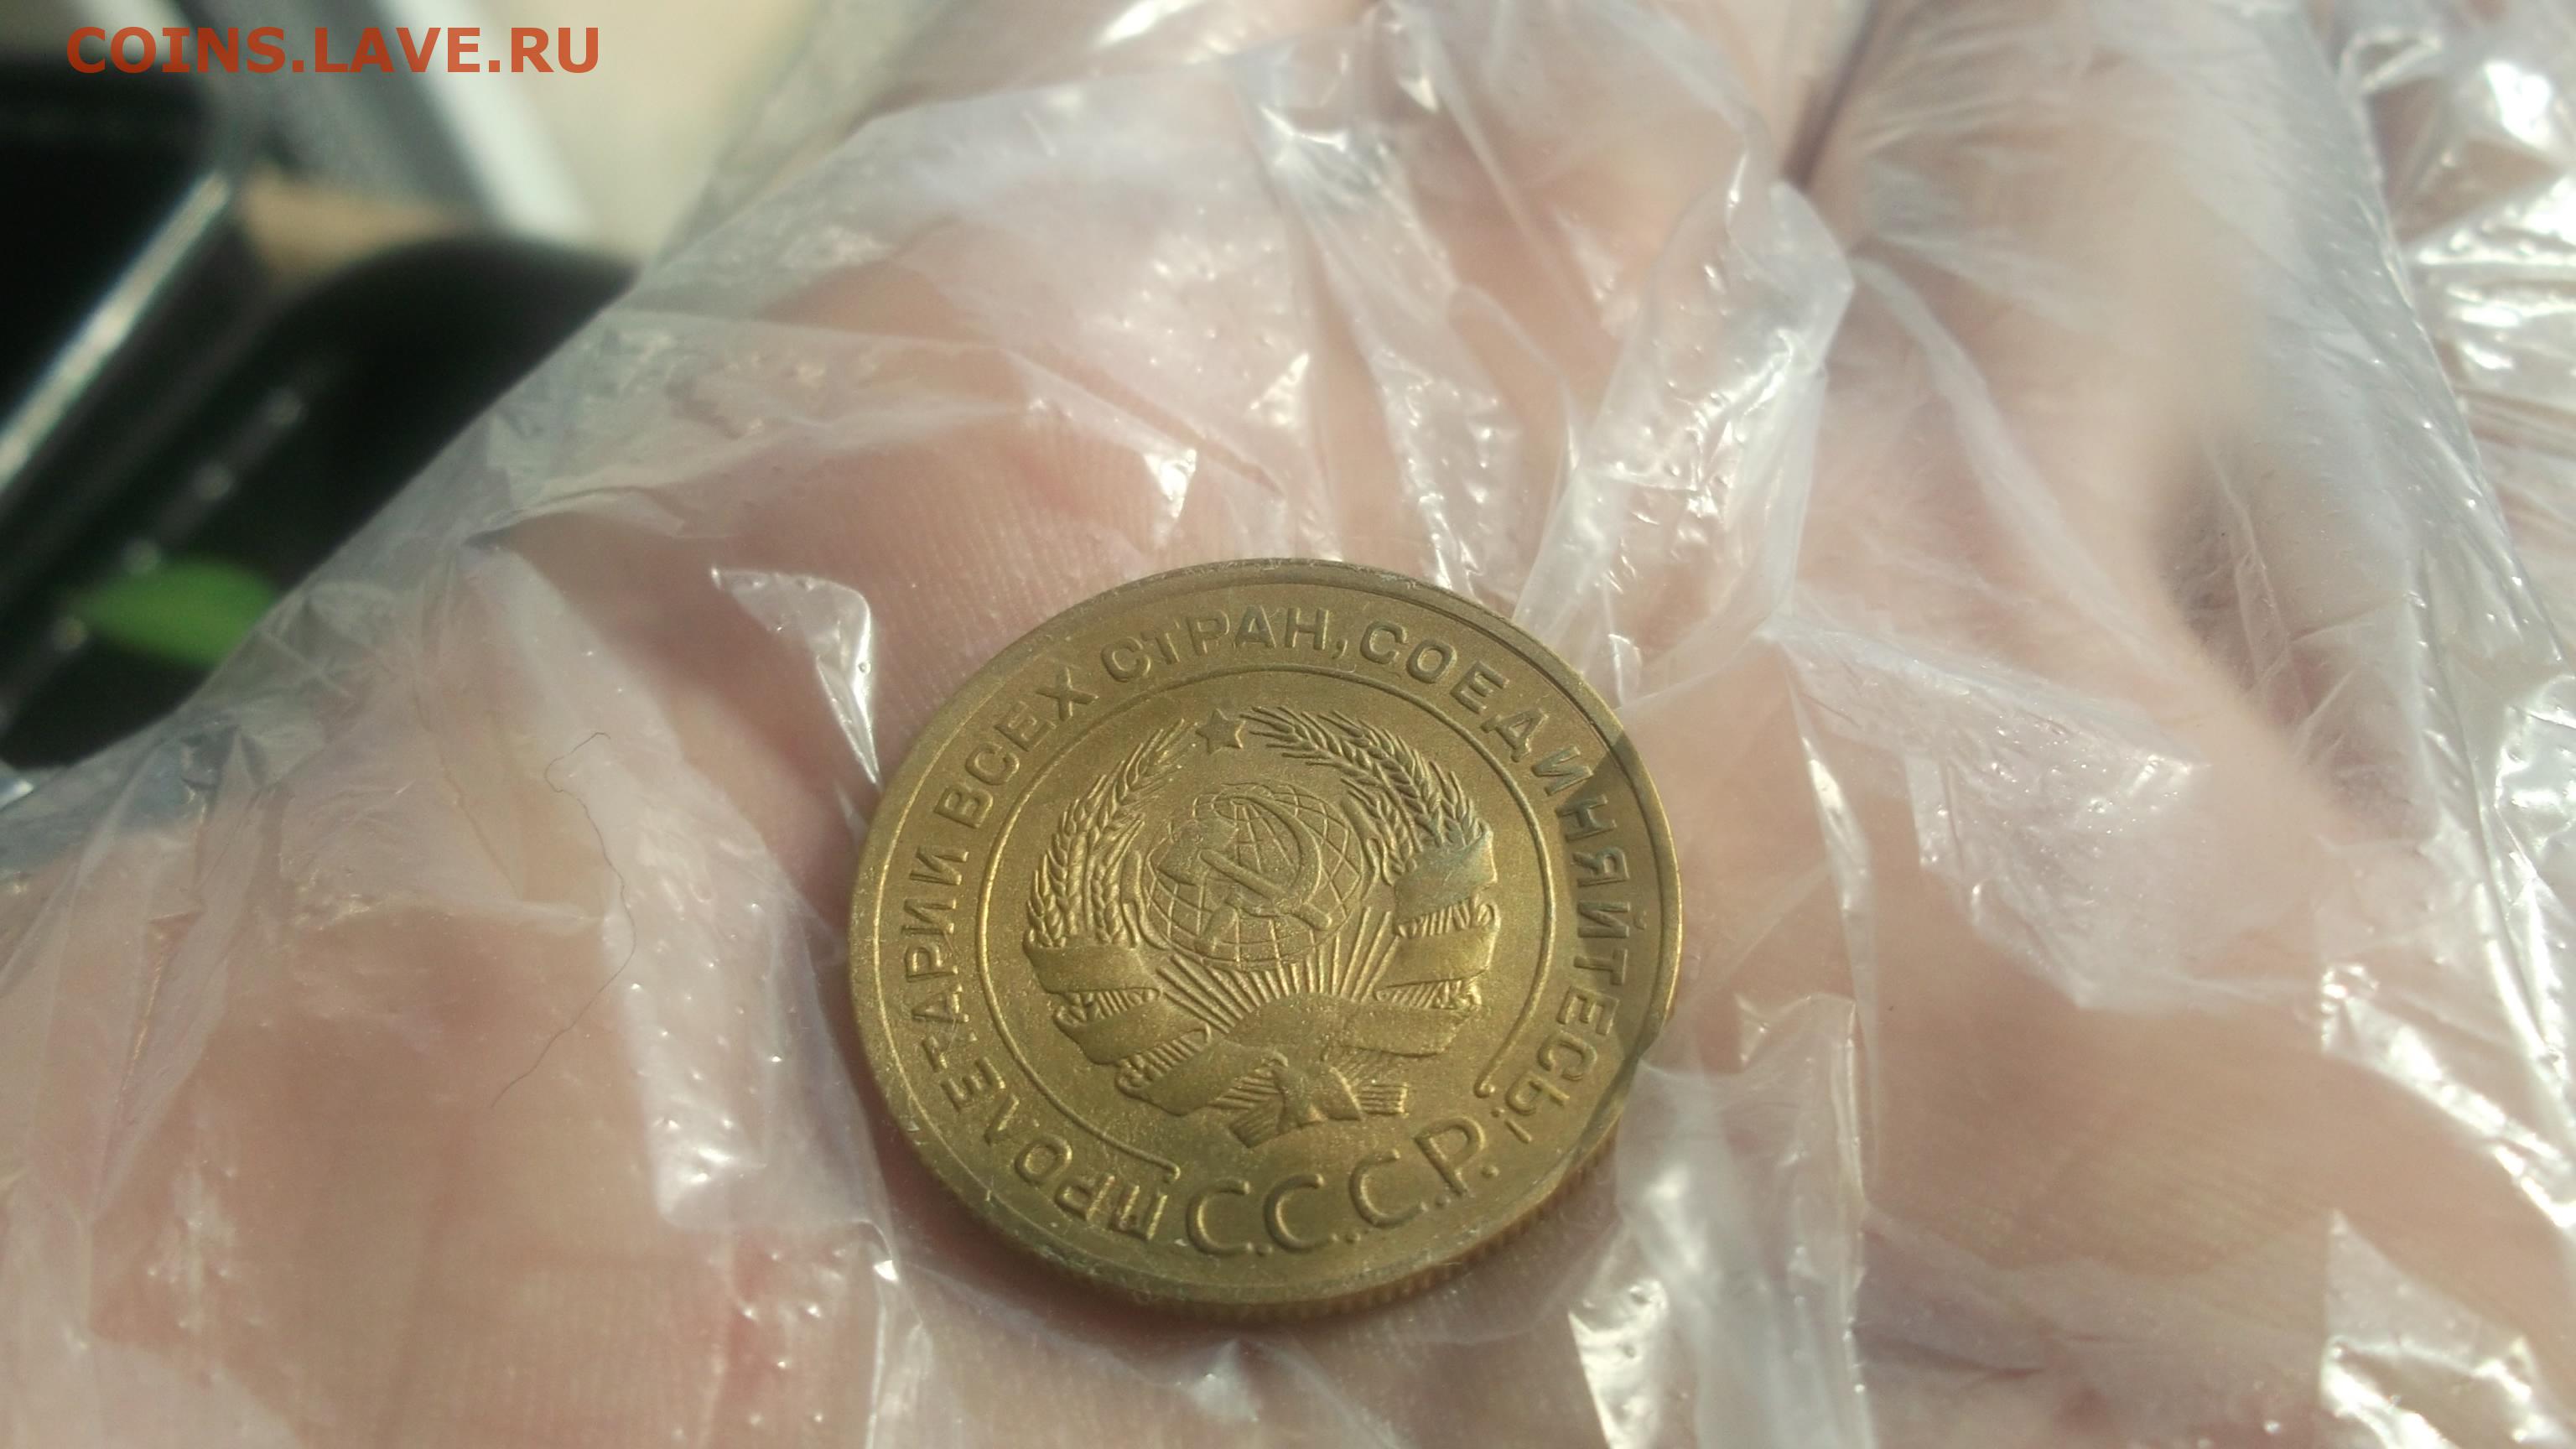 COINS.LAVE.RU
ПРОЛЕТАРИИ ВСЕХ СТРАН, СОЕДИНЯЙТЕСЬ!
С.С.С.Р.